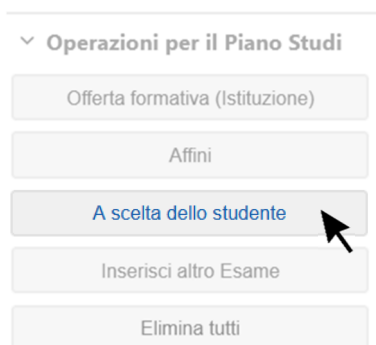 Operazioni per il Piano Studi
Offerta formativa (Istituzione)
Affini
A scelta dello studente
Inserisci altro Esame
Elimina tutti